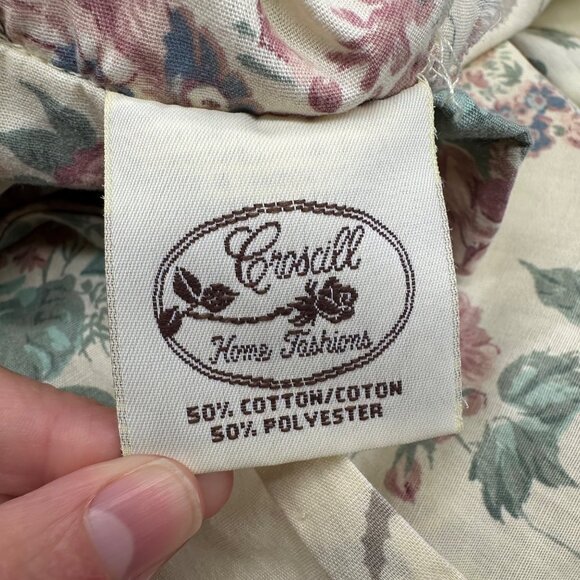 Croscill
Home Fashions
50% COTTON/COTON
50% POLYESTER